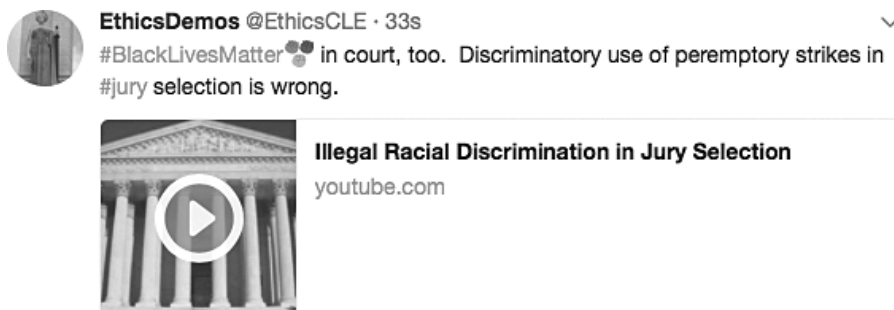 EthicsDemos @EthicsCLE · 33s
#BlackLivesMatter in court, too. Discriminatory use of peremptory strikes in
#jury selection is wrong.
Illegal Racial Discrimination in Jury Selection
youtube.com